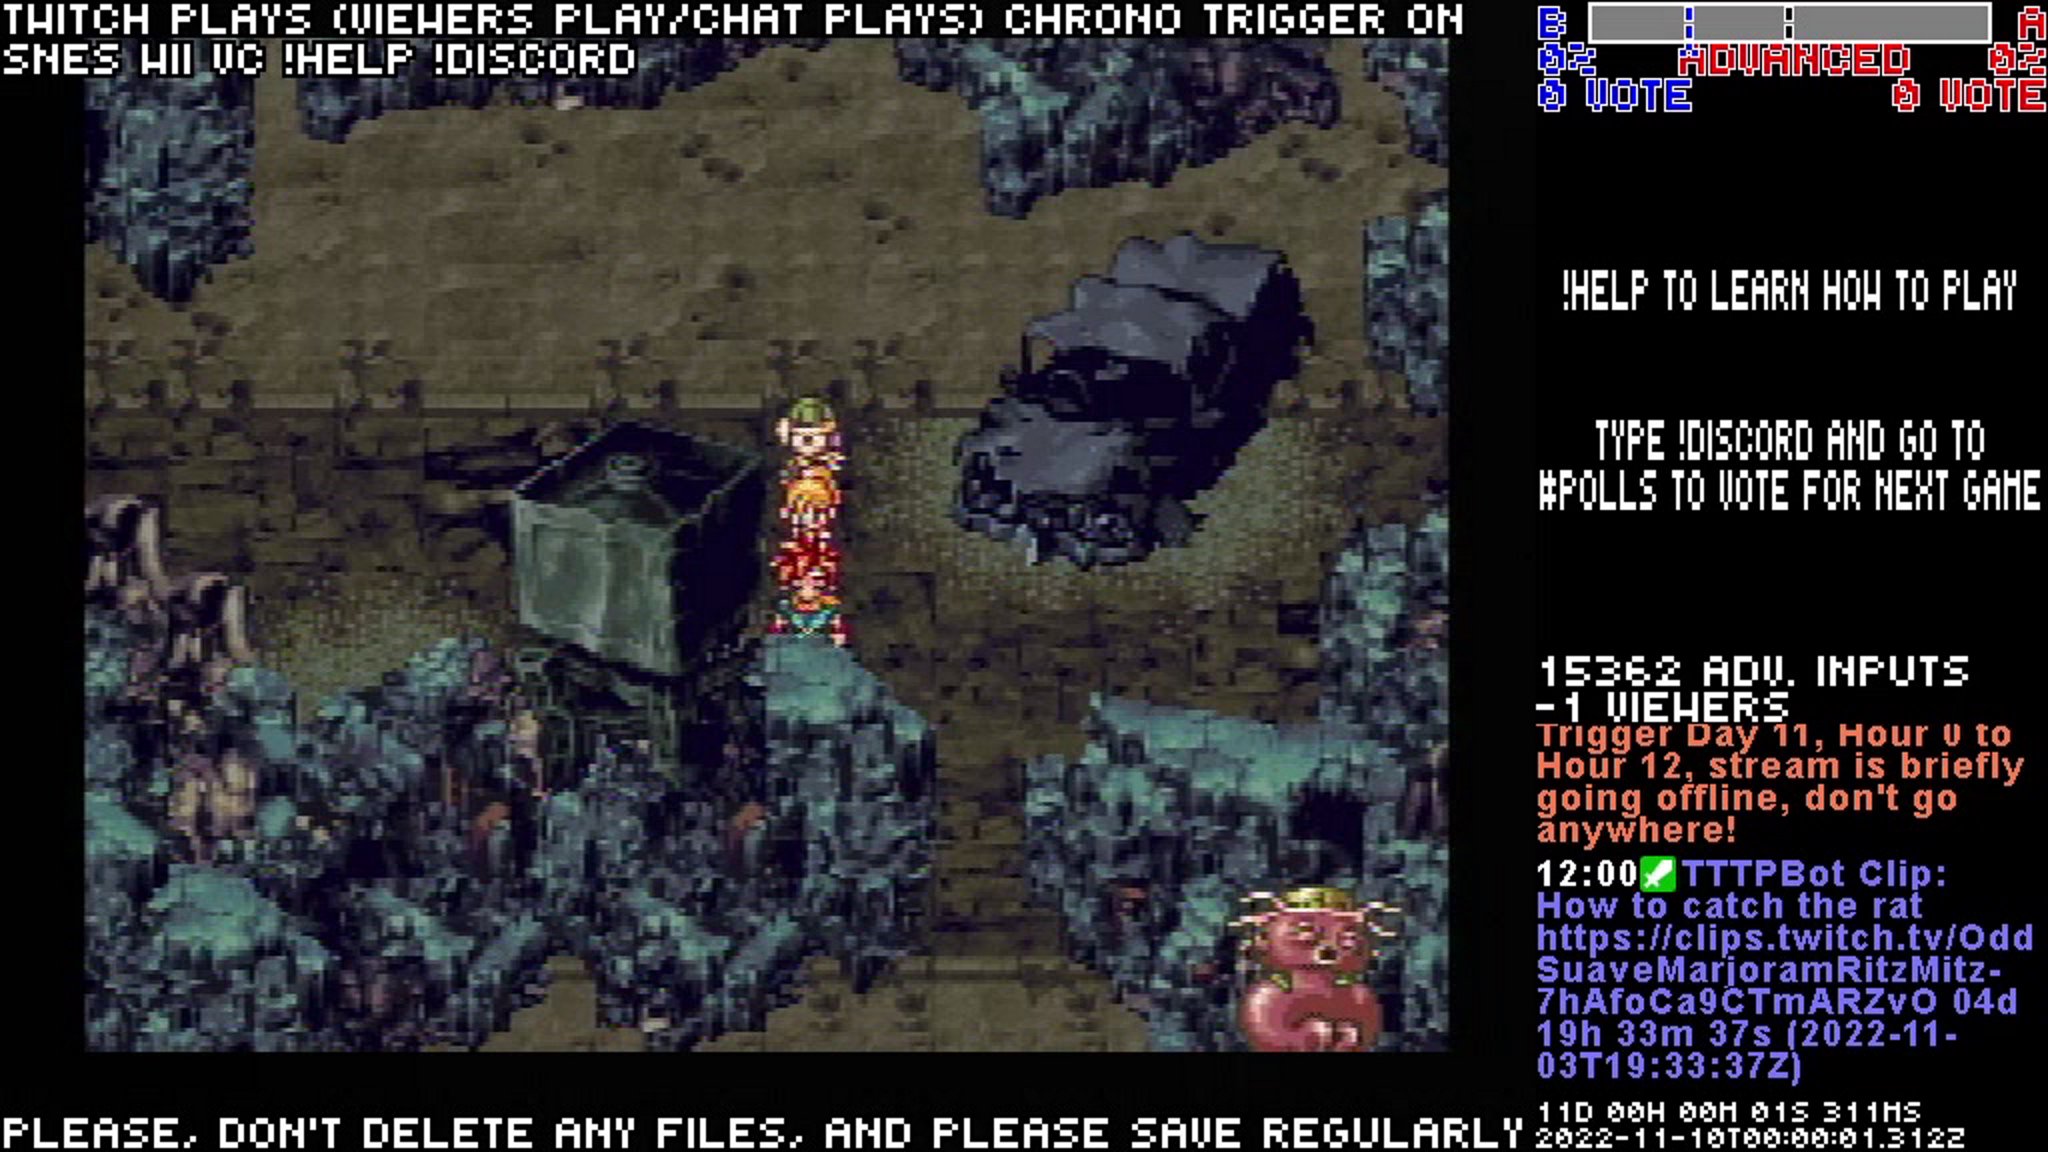 TWITCH PLAYS (VIEWERS PLAY/CHAT PLAYS) CHRONO TRIGGER ON
SNES WII VC !HELP !DISCORD
B A
0% ADVANCED 0%
0 VOTE 0 VOTE
!HELP TO LEARN HOW TO PLAY
TYPE !DISCORD AND GO TO
#POLLS TO VOTE FOR NEXT GAME
15362 ADV. INPUTS
-1 VIEWERS
Trigger Day 11, Hour 0 to
Hour 12, stream is briefly
going offline, don't go
anywhere!
12:00 TTTPBot Clip:
How to catch the rat
https://clips.twitch.tv/Odd
SuaveMarjoramRitzMitz-
7hAfoCa9CTmARZvO 04d
19h 33m 37s (2022-11-
03T19:33:37Z)
11D 00H 00M 01S 311MS
2022-11-10T00:00:01.312Z
PLEASE, DON'T DELETE ANY FILES, AND PLEASE SAVE REGULARLY